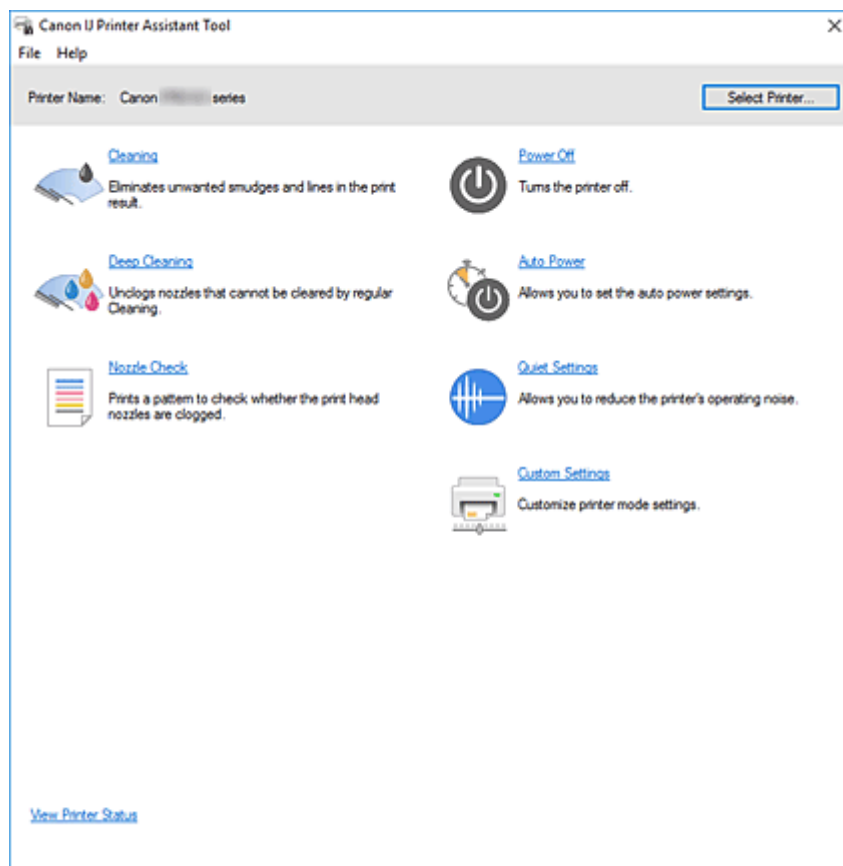 Canon IJ Printer Assistant Tool
File Help
Printer Name: Canon series
Select Printer...
Cleaning
Eliminates unwanted smudges and lines in the print
result.
Deep Cleaning
Unclogs nozzles that cannot be cleared by regular
Cleaning.
Nozzle Check
Prints a pattern to check whether the print head
nozzles are clogged.
Power Off
Turns the printer off.
Auto Power
Allows you to set the auto power settings.
Quiet Settings
Allows you to reduce the printer's operating noise.
Custom Settings
Customize printer mode settings.
View Printer Status